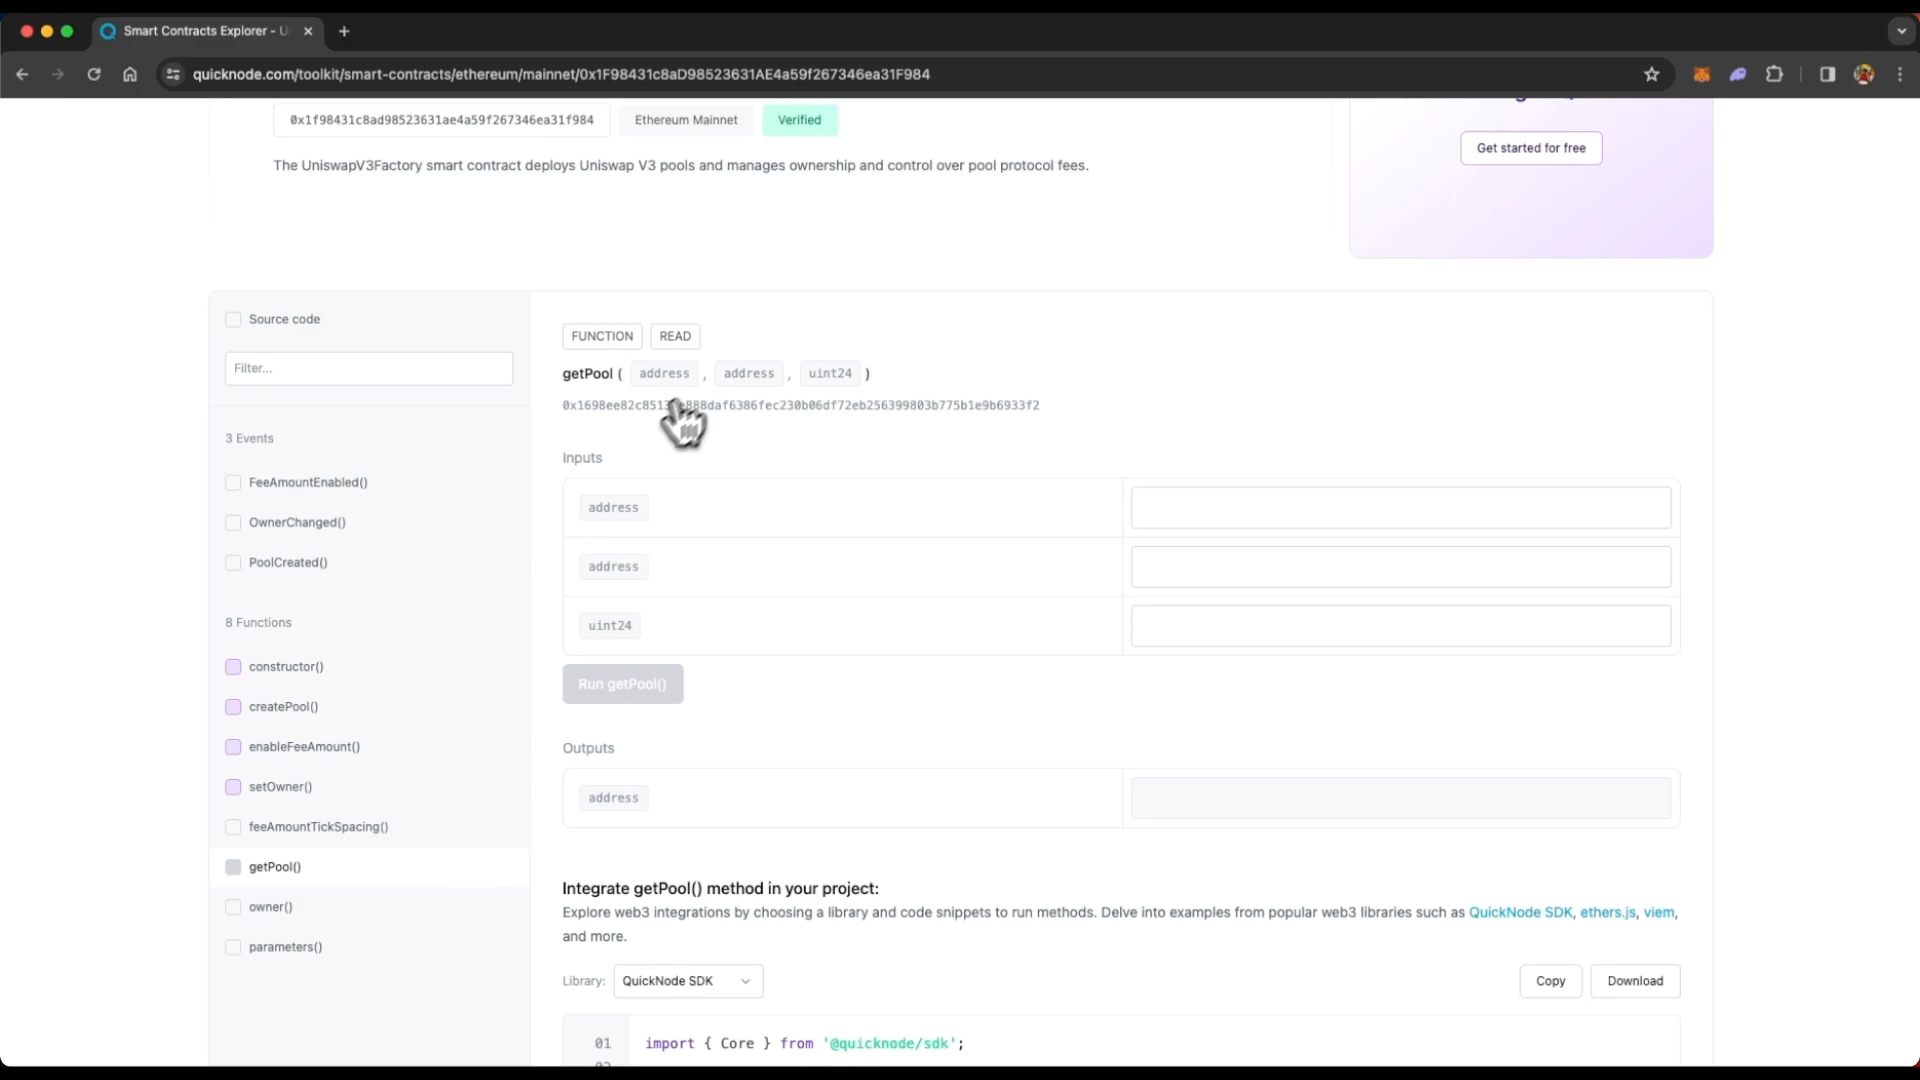 Smart Contracts Explorer - U
quicknode.com/toolkit/smart-contracts/ethereum/mainnet/0x1F98431c8aD98523631AE4a59f267346ea31F984
0x1f98431c8ad98523631ae4a59f267346ea31f984 Ethereum Mainnet Verified
The UniswapV3Factory smart contract deploys Uniswap V3 pools and manages ownership and control over pool protocol fees.
Get started for free
Source code
Filter...
3 Events
FeeAmountEnabled()
OwnerChanged()
PoolCreated()
8 Functions
constructor()
createPool()
enableFeeAmount()
setOwner()
feeAmountTickSpacing()
getPool()
owner()
parameters()
FUNCTION READ
getPool ( address , address , uint24 )
Inputs
address
address
uint24
Run getPool()
Outputs
address
Integrate getPool() method in your project:
Explore web3 integrations by choosing a library and code snippets to run methods. Delve into examples from popular web3 libraries such as QuickNode SDK, ethers.js, viem,
and more.
Library: QuickNode SDK Copy Download
01 import { Core } from '@quicknode/sdk';